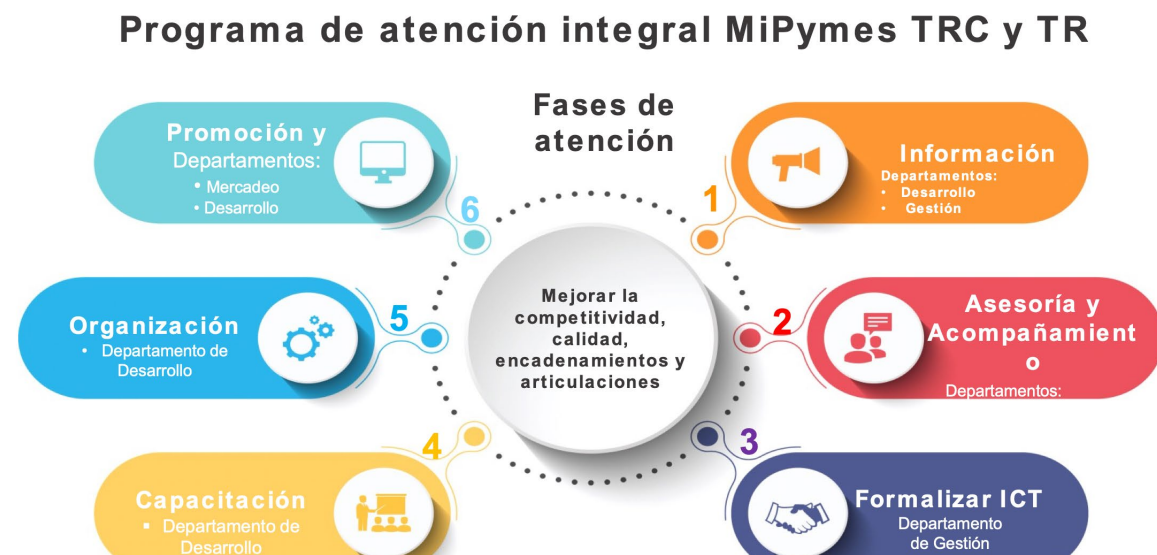 Programa de atención integral MiPymes TRC y TR
Fases de
atención
1
Información
Departamentos:
• Desarrollo
• Gestión
2
Asesoría y
Acompañamient
o
Departamentos:
3
Formalizar ICT
Departamento
de Gestión
4
Capacitación
▪ Departamento de
Desarrollo
5
Organización
• Departamento de
Desarrollo
6
Promoción y
Departamentos:
• Mercadeo
• Desarrollo
Mejorar la
competitividad,
calidad,
encadenamientos y
articulaciones